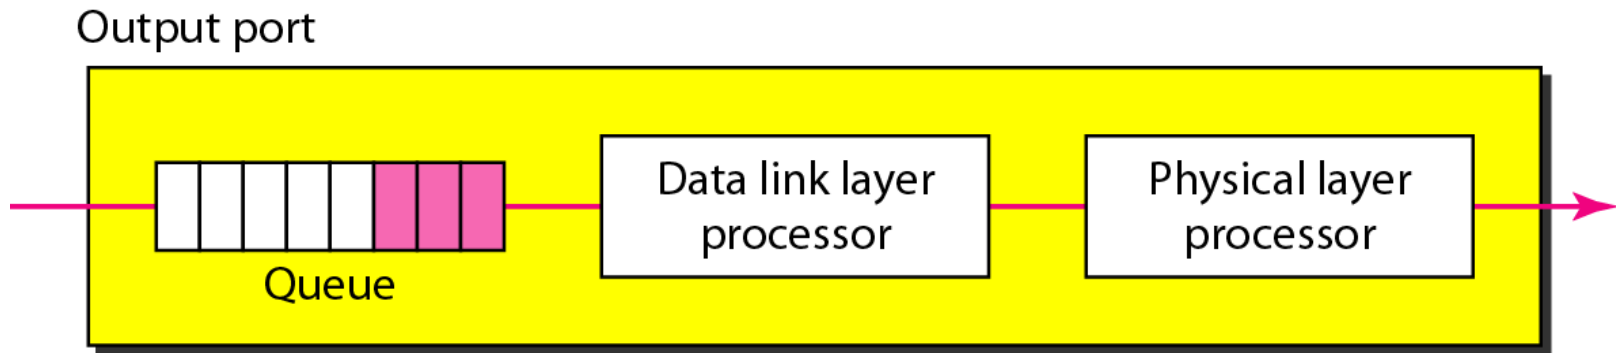 Output port
Queue
Data link layer
processor
Physical layer
processor